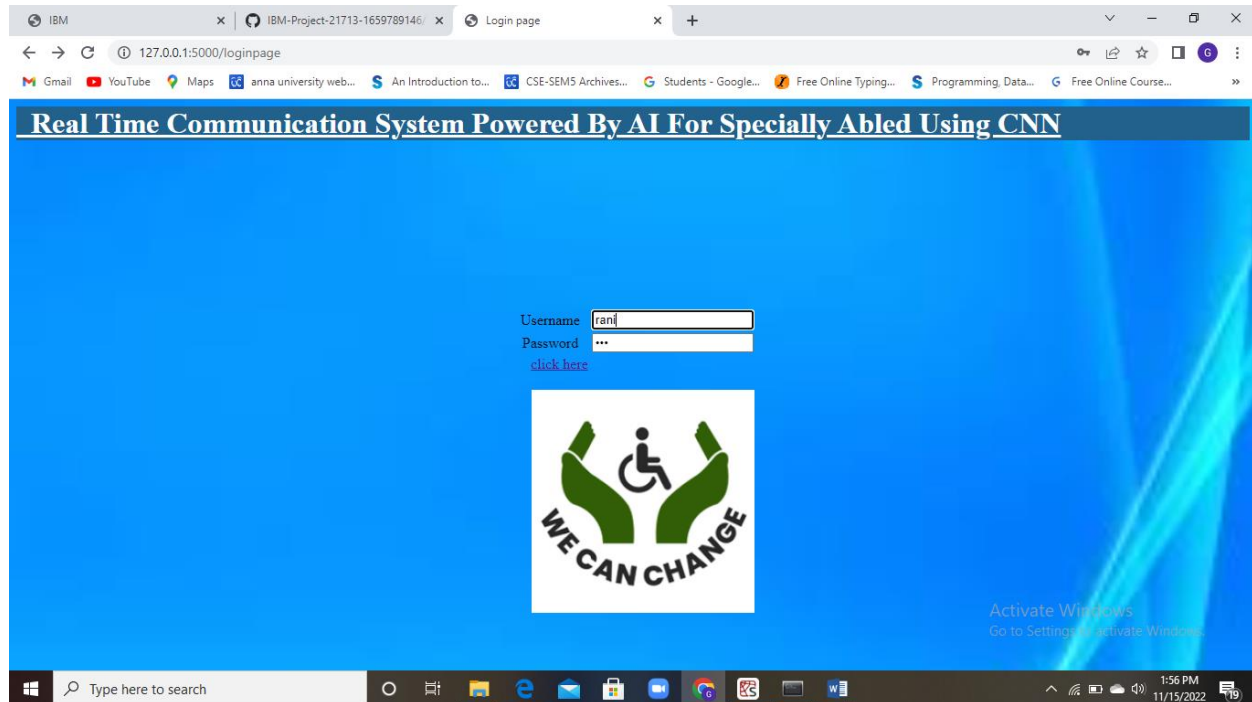 IBM
IBM-Project-21713-1659789146/
Login page
127.0.0.1:5000/loginpage
G
Gmail
YouTube
Maps
anna university web...
An Introduction to...
CSE-SEM5 Archives...
Students - Google...
Free Online Typing...
Programming, Data...
Free Online Course...
»
Real Time Communication System Powered By AI For Specially Abled Using CNN
Username rani
Password •••
click here
WE CAN CHANGE
Activate Windows
Go to Settings to activate Windows.
Type here to search
1:56 PM
11/15/2022
19